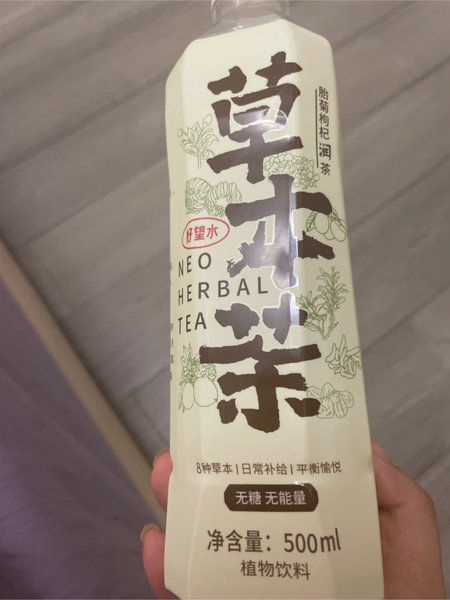 草本茶
胎菊枸杞润茶
好望水
NEO
HERBAL
TEA
8种草本 | 日常补给 | 平衡愉悦
无糖 无能量
净含量：500ml
植物饮料